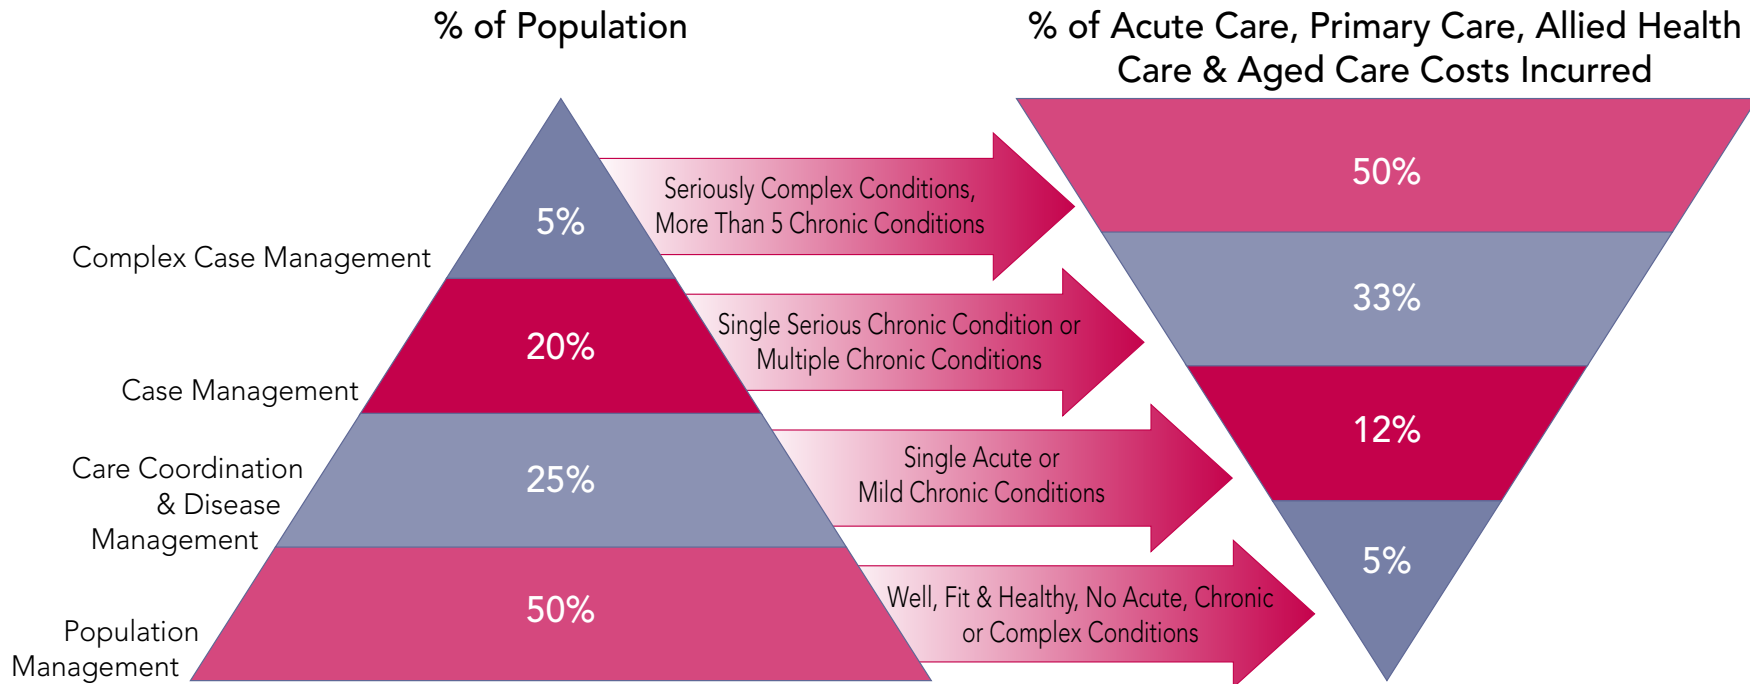 % of Population
% of Acute Care, Primary Care, Allied Health
Care & Aged Care Costs Incurred
5%
Complex Case Management
Seriously Complex Conditions,
More Than 5 Chronic Conditions
50%
20%
Case Management
Single Serious Chronic Condition or
Multiple Chronic Conditions
33%
25%
Care Coordination
& Disease
Management
Single Acute or
Mild Chronic Conditions
12%
50%
Population
Management
Well, Fit & Healthy, No Acute, Chronic
or Complex Conditions
5%